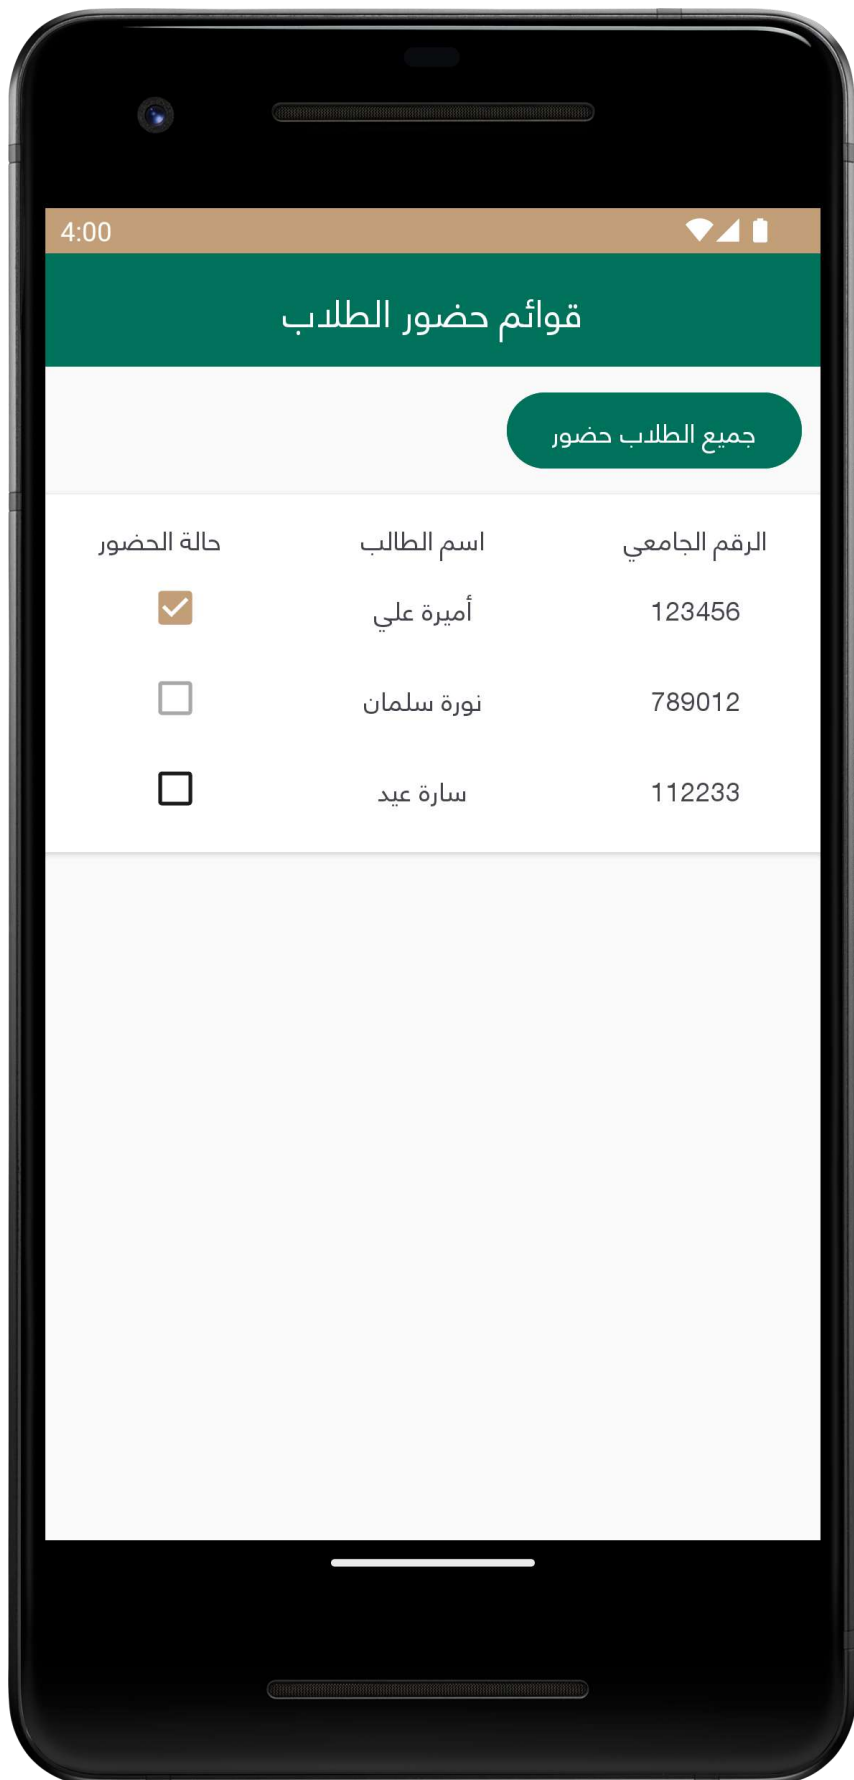 4:00
قوائم حضور الطلاب
جميع الطلاب حضور
الرقم الجامعي اسم الطالب حالة الحضور
123456 أميرة علي
789012 نورة سلمان
112233 سارة عيد